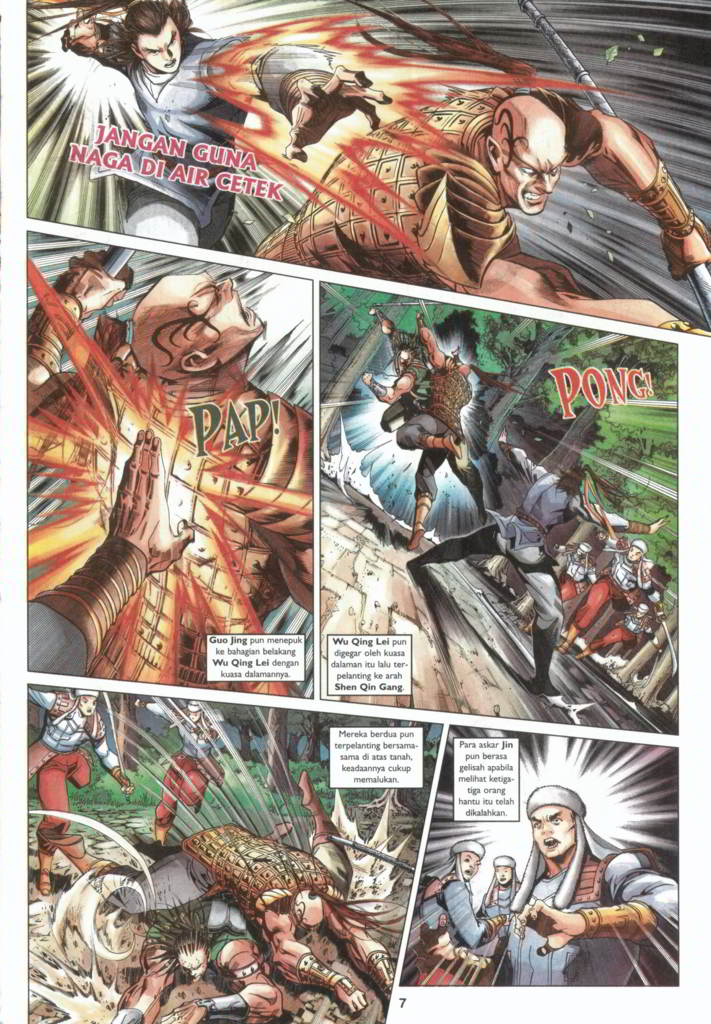 JANGAN GUNA
NAGA DI AIR CETEK
PAP!
Guo Jing pun menepuk
ke bahagian belakang
Wu Qing Lei dengan
kuasa dalamannya.
PONG!
Wu Qing Lei pun
digegar oleh kuasa
dalaman itu lalu ter-
pelanting ke arah
Shen Qin Gang.
Mereka berdua pun
terpelanting bersama-
sama di atas tanah,
keadaannya cukup
memalukan.
Para askar Jin
pun berasa
gelisah apabila
melihat ketiga-
tiga orang
hantu itu telah
dikalahkan.
7